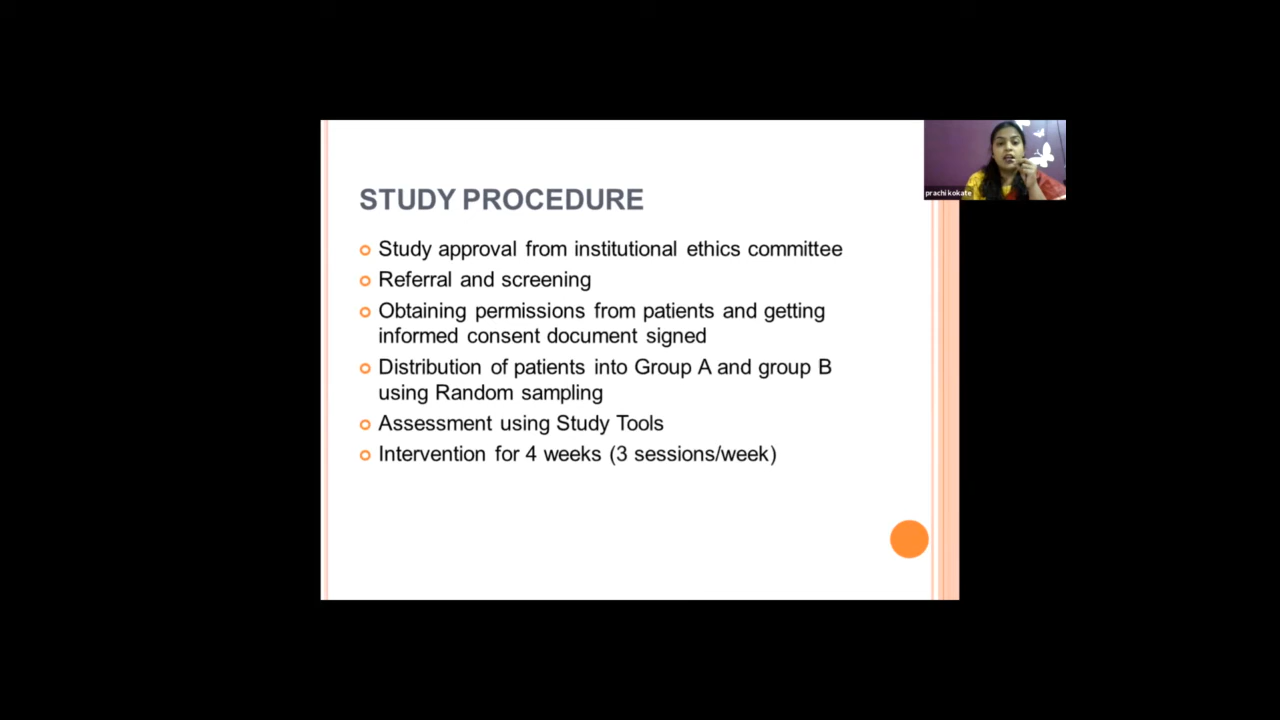 STUDY PROCEDURE
Study approval from institutional ethics committee
Referral and screening
Obtaining permissions from patients and getting
informed consent document signed
Distribution of patients into Group A and group B
using Random sampling
Assessment using Study Tools
Intervention for 4 weeks (3 sessions/week)
prachi kokate